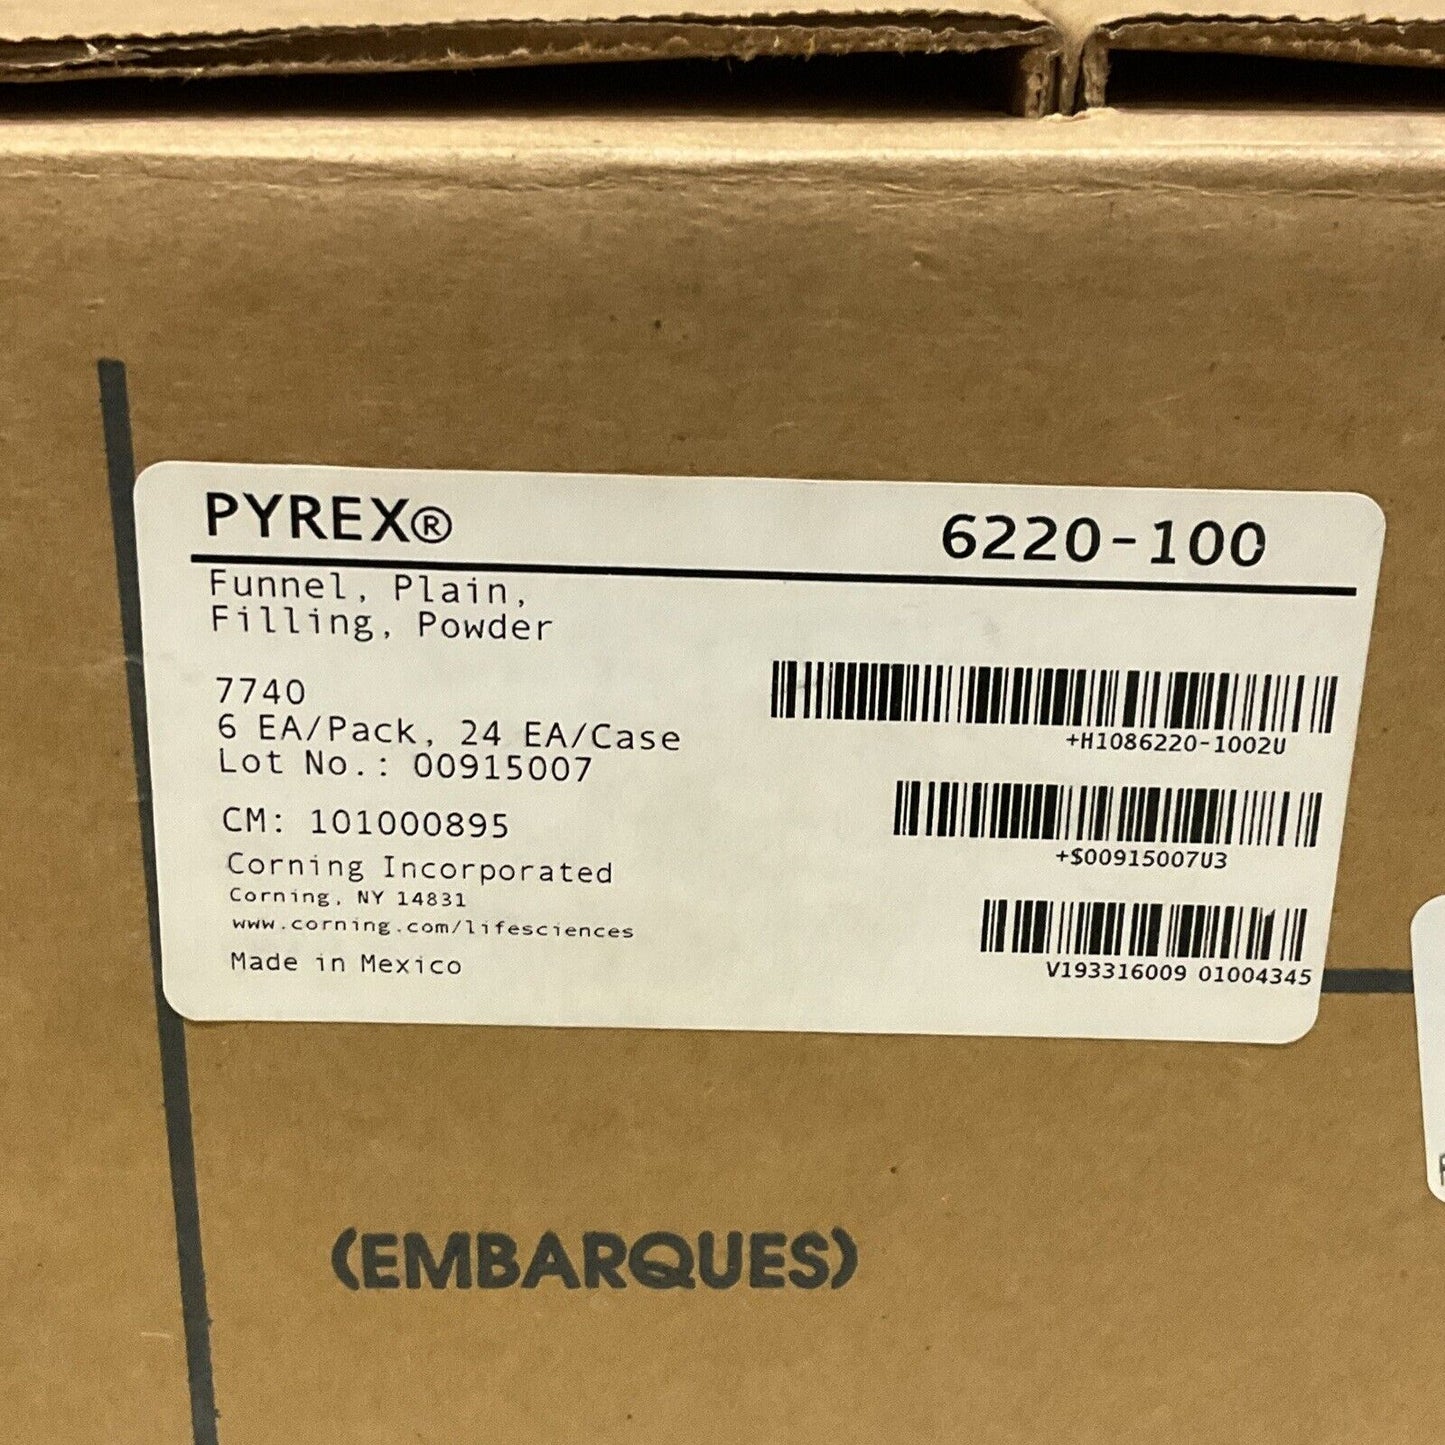 PYREX®
6220-100
Funnel, Plain,
Filling, Powder
7740
6 EA/Pack, 24 EA/Case
Lot No.: 00915007
CM: 101000895
Corning Incorporated
Corning, NY 14831
www.corning.com/lifesciences
Made in Mexico
+H1086220-1002U
+$00915007U3
V193316009 01004345
(EMBARQUES)